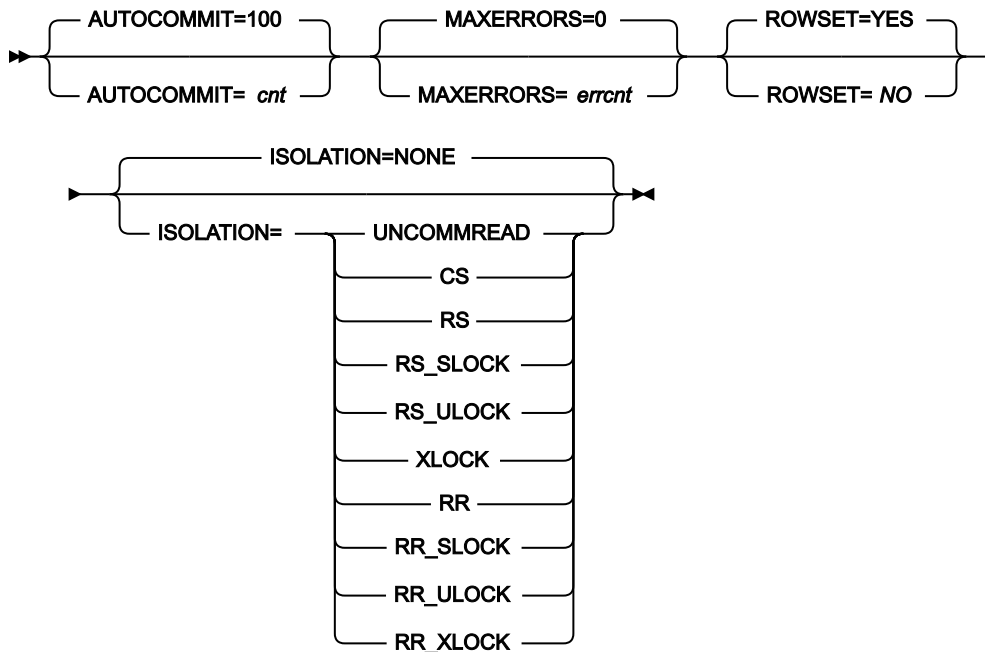 AUTOCOMMIT=100 MAXERRORS=0 ROWSET=YES
AUTOCOMMIT= cnt MAXERRORS= errcnt ROWSET= NO
ISOLATION=NONE
ISOLATION= UNCOMMREAD
CS
RS
RS_SLOCK
RS_ULOCK
XLOCK
RR
RR_SLOCK
RR_ULOCK
RR_XLOCK